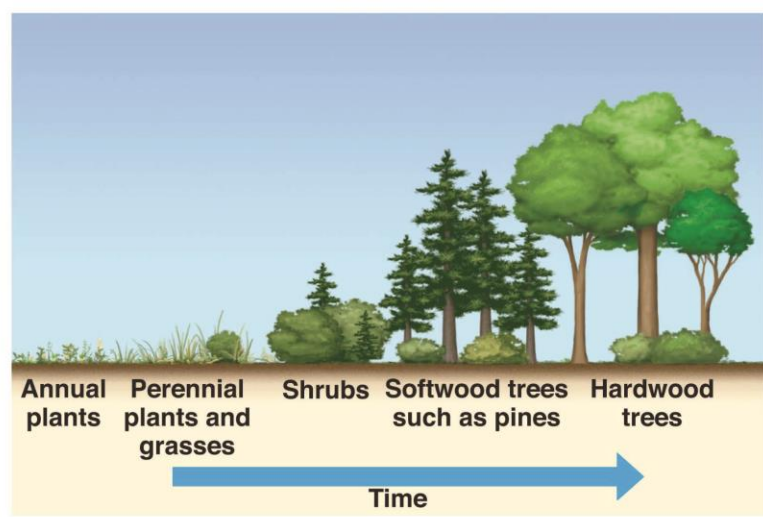 Annual
plants
Perennial
plants and
grasses
Shrubs
Softwood trees
such as pines
Hardwood
trees
Time